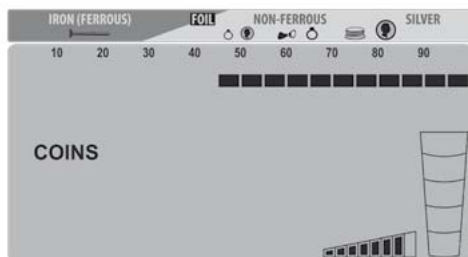 IRON (FERROUS) FOIL NON-FERROUS SILVER
10 20 30 40 50 60 70 80 90
COINS